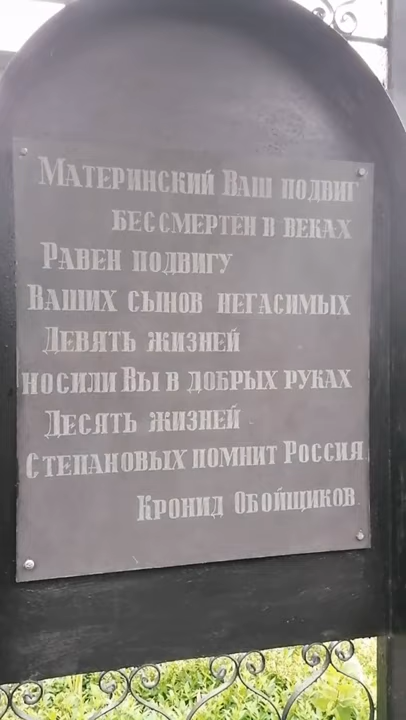 Материнский Ваш подвиг
бессмертен в веках
Равен подвигу
Ваших сынов негасимых
Девять жизней
носили Вы в добрых руках
Десять жизней
Степановых помнит Россия
Кронид Обойщиков